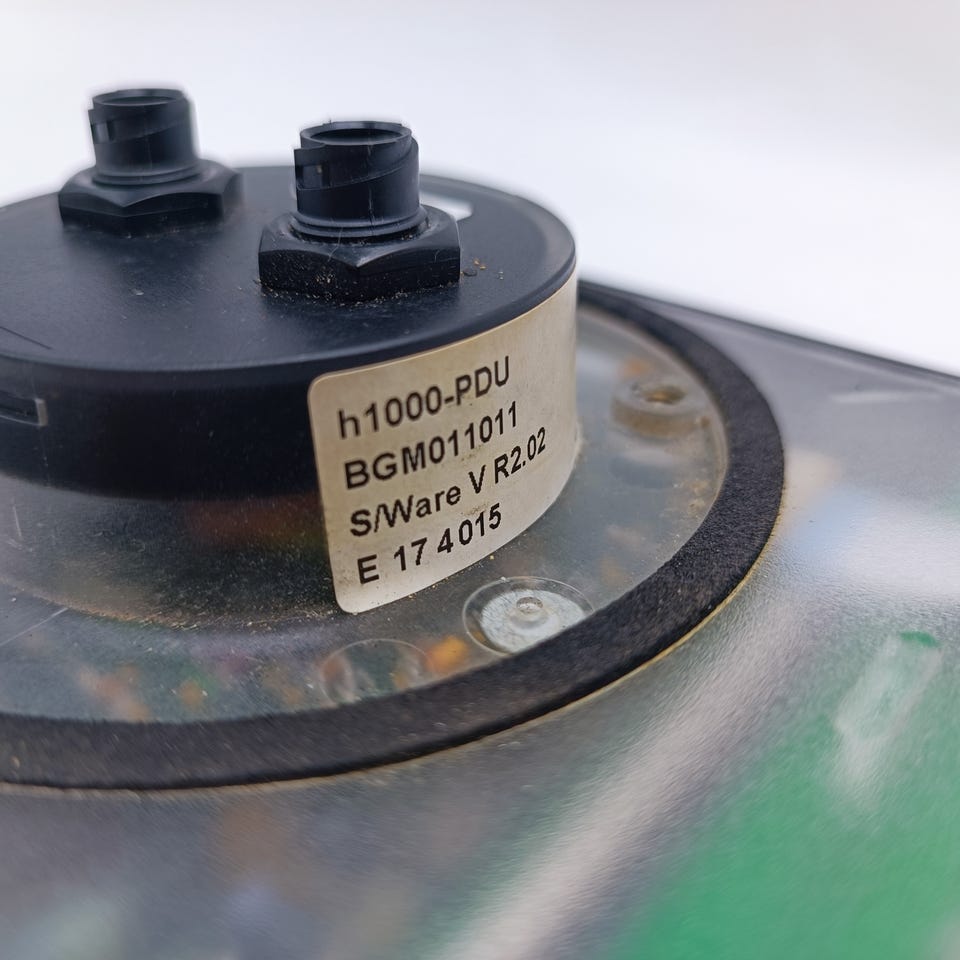 h1000-PDU
BGM011011
S/Ware V R2.02
E 17 4015